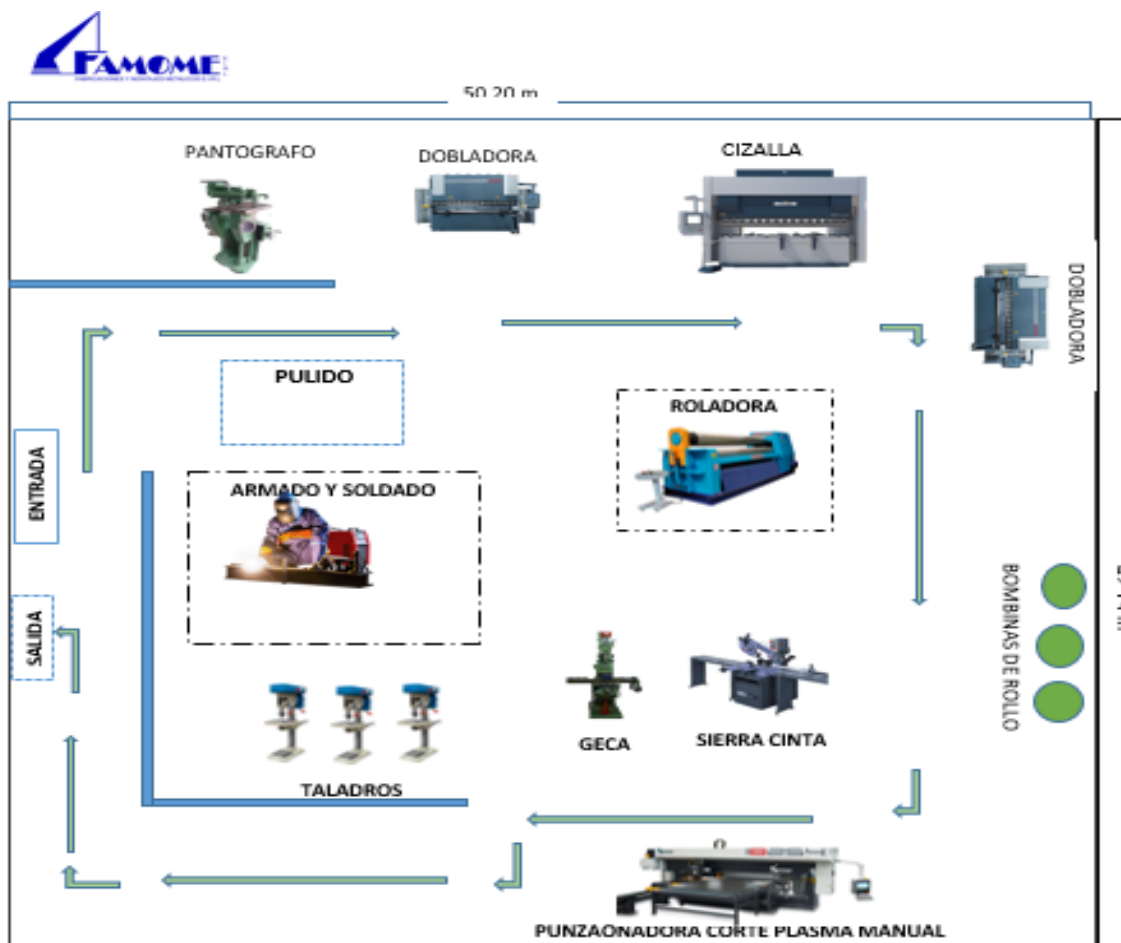 FAMOME
50.20 m
PANTOGRAFO
DOBLADORA
CIZALLA
DOBLADORA
PULIDO
ROLADORA
ENTRADA
ARMADO Y SOLDADO
SALIDA
BOMBINAS DE ROLLO
GECA
SIERRA CINTA
TALADROS
PUNZAONADORA CORTE PLASMA MANUAL